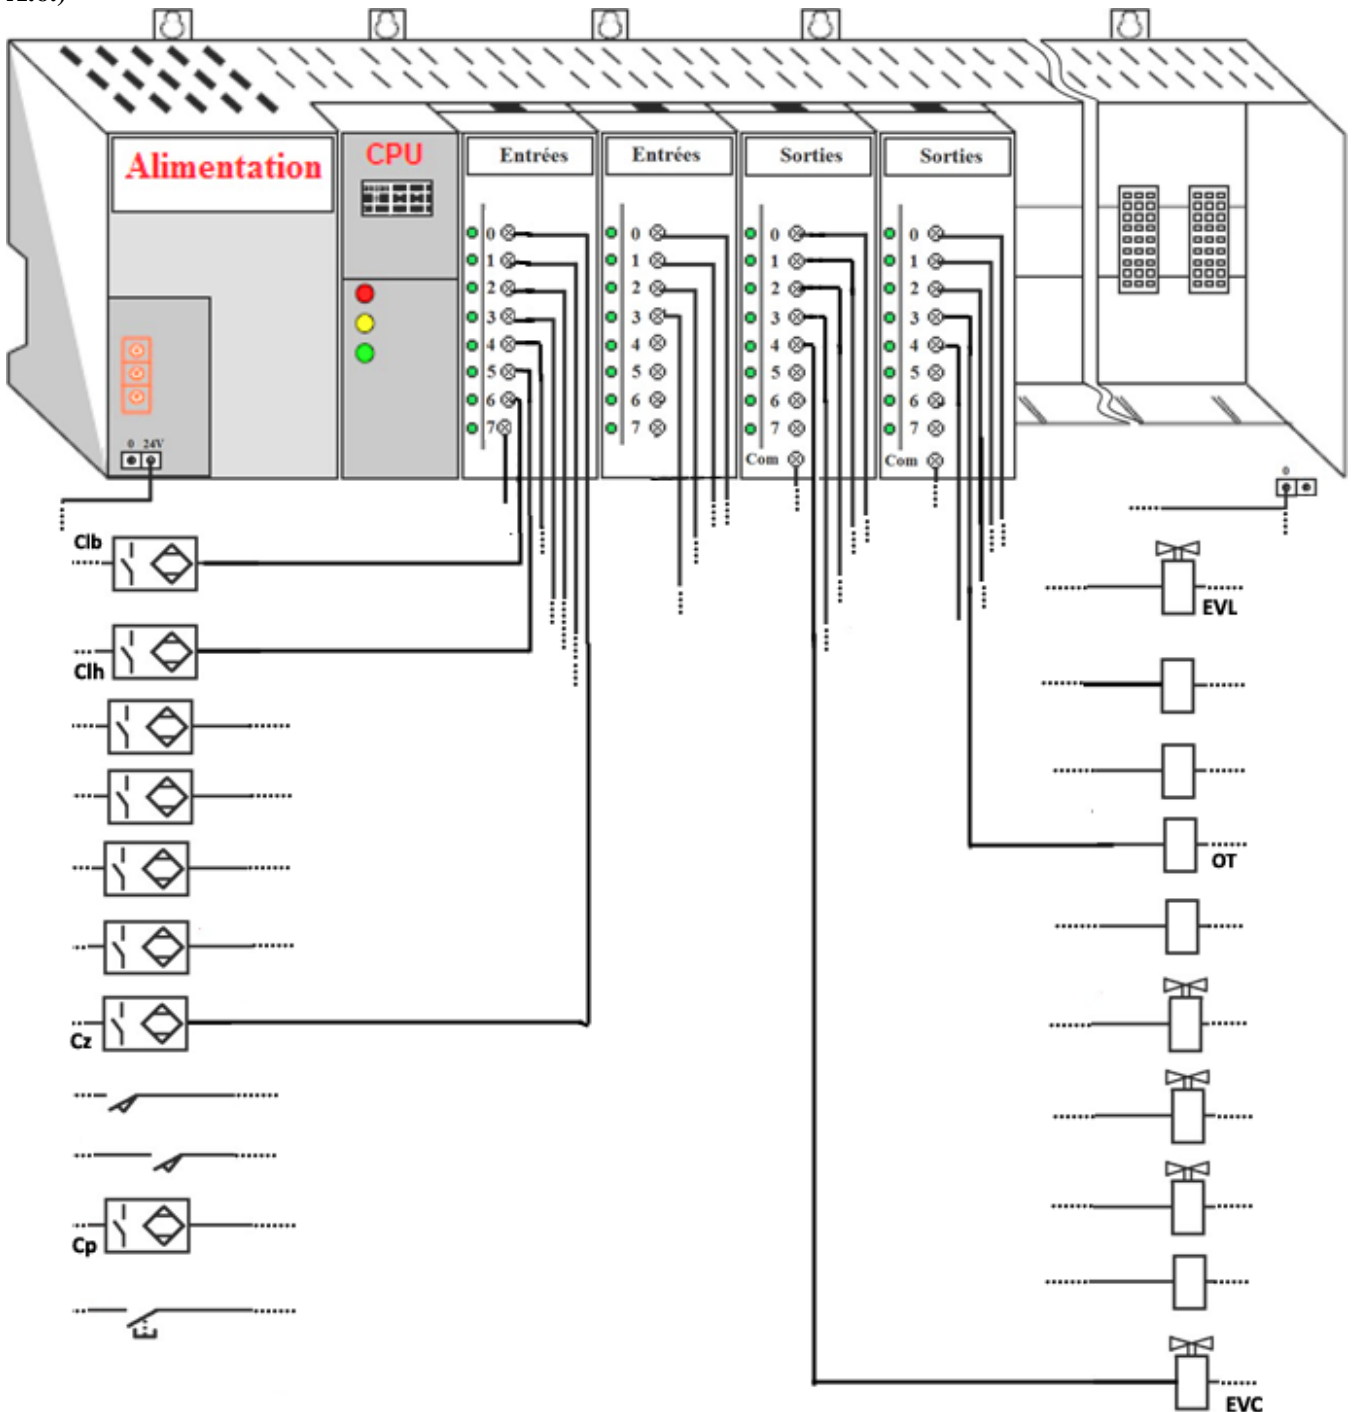 Alimentation
CPU
Entrées
Entrées
Sorties
Sorties
0 0 0 0
1 1 1 1
2 2 2 2
3 3 3 3
4 4 4 4
5 5 5 5
6 6 6 6
7 7 7 7
Com Com
0 24V
0
Clb
EVL
Clh
OT
Cz
Cp
EVC